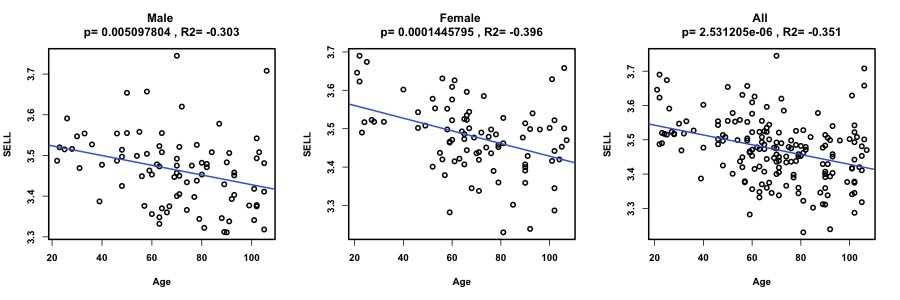 Male
p= 0.005097804 , R2= -0.303
SELL
3.7
3.6
3.5
3.4
3.3
20 40 60 80 100
Age
Female
p= 0.0001445795 , R2= -0.396
SELL
3.7
3.6
3.5
3.4
3.3
20 40 60 80 100
Age
All
p= 2.531205e-06 , R2= -0.351
SELL
3.7
3.6
3.5
3.4
3.3
20 40 60 80 100
Age